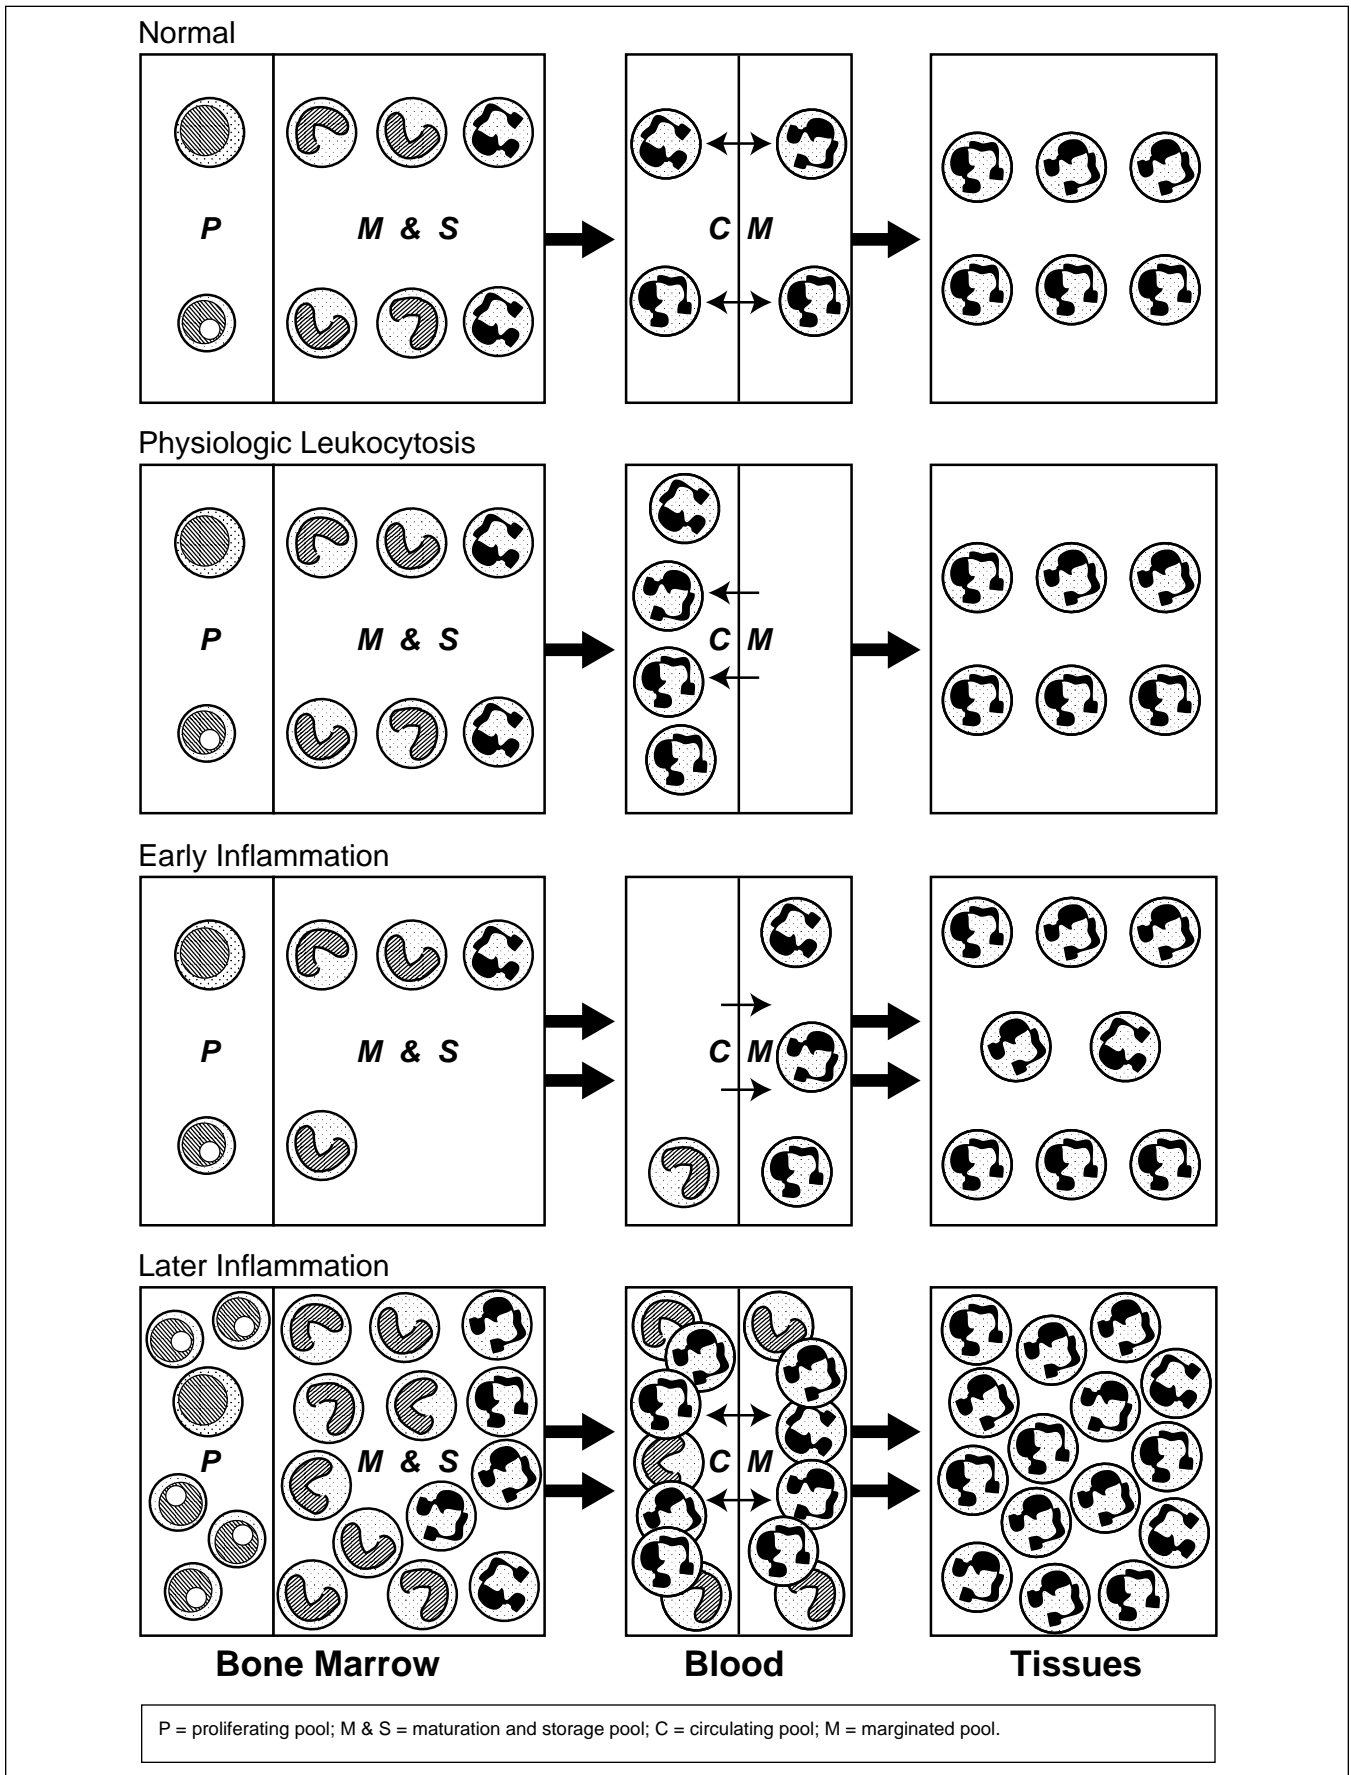 Normal
P
M & S
C M
Physiologic Leukocytosis
P
M & S
C M
Early Inflammation
P
M & S
C M
Later Inflammation
P
M & S
C M
Bone Marrow
Blood
Tissues
P = proliferating pool; M & S = maturation and storage pool; C = circulating pool; M = marginated pool.